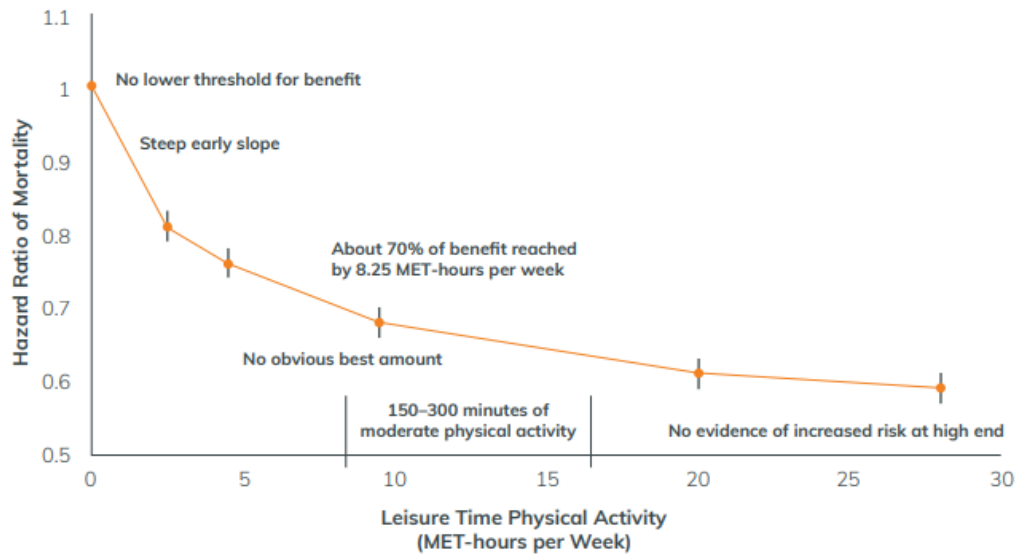 1.1
No lower threshold for benefit
1
Steep early slope
0.9
Hazard Ratio of Mortality
0.8
About 70% of benefit reached
by 8.25 MET-hours per week
0.7
No obvious best amount
0.6
150–300 minutes of
moderate physical activity
No evidence of increased risk at high end
0.5
0 5 10 15 20 25 30
Leisure Time Physical Activity
(MET-hours per Week)